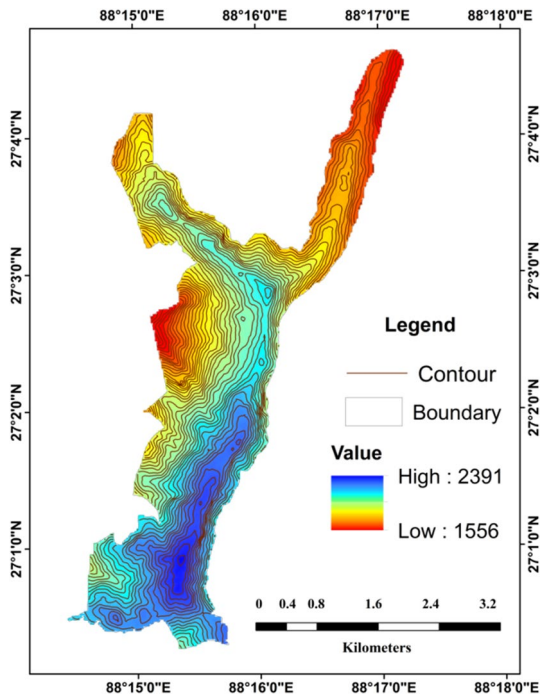 88°15'0"E 88°16'0"E 88°17'0"E 88°18'0"E
27°4'0"N 27°4'0"N
27°3'0"N 27°3'0"N
Legend
Contour
Boundary
27°2'0"N 27°2'0"N
Value
High : 2391
Low : 1556
27°1'0"N 27°1'0"N
0 0.4 0.8 1.6 2.4 3.2
Kilometers
88°15'0"E 88°16'0"E 88°17'0"E 88°18'0"E